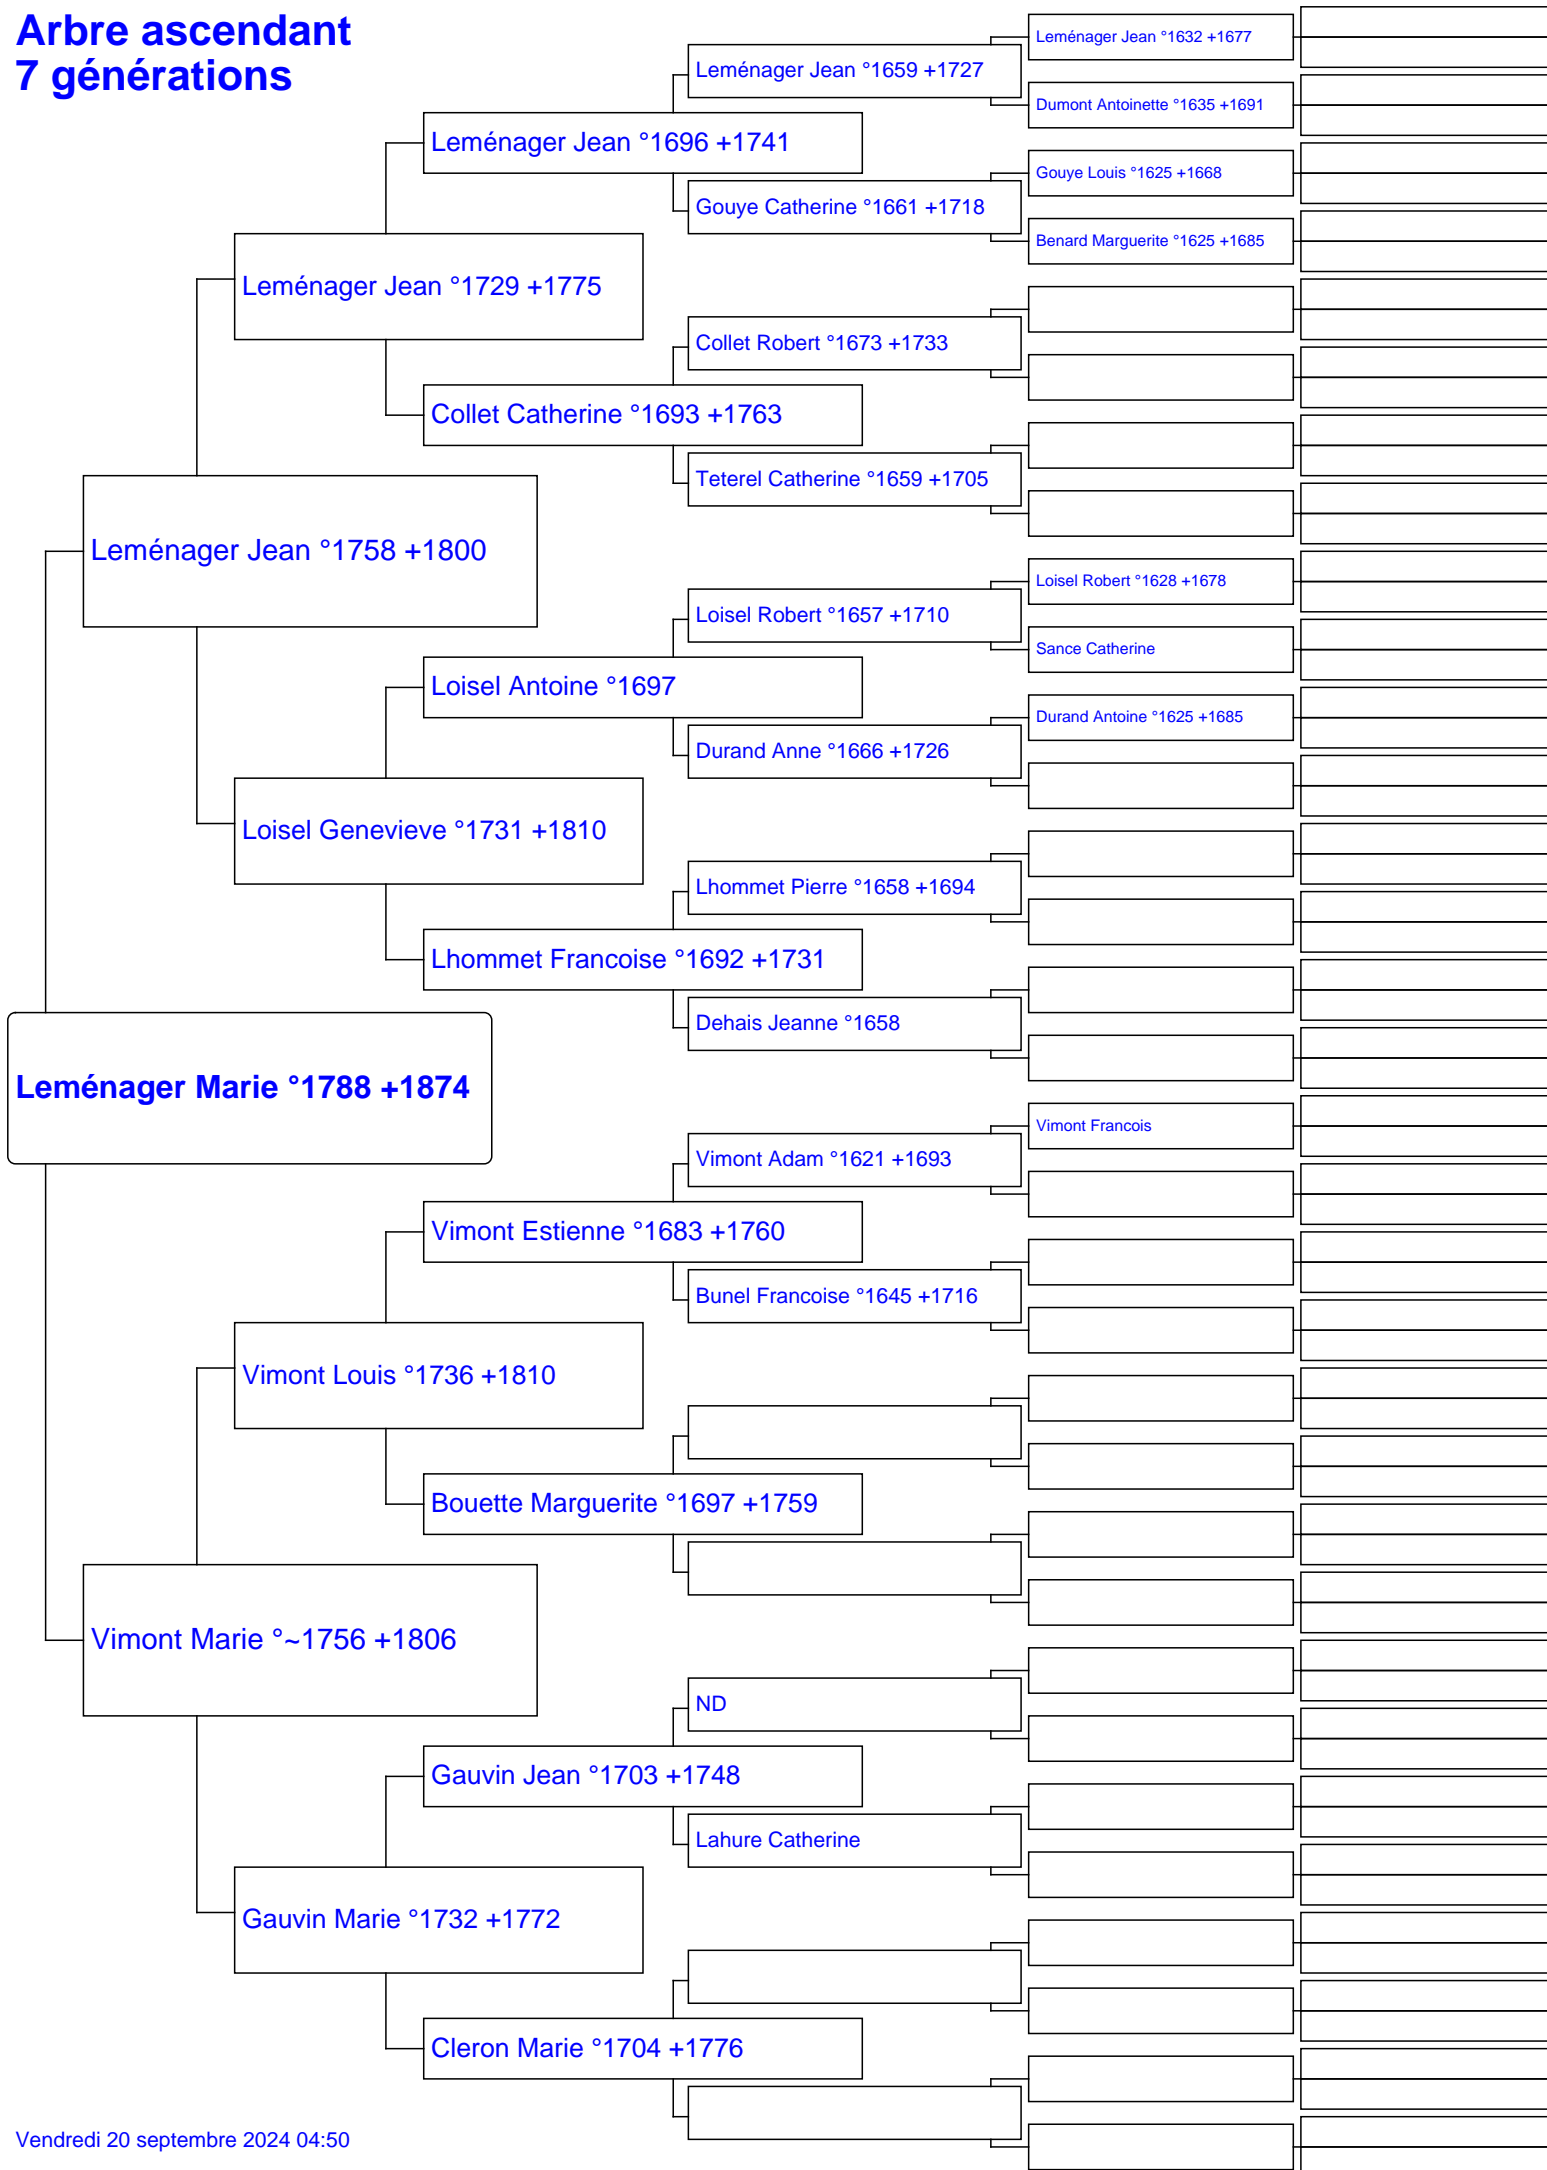 Arbre ascendant
7 générations
Leménager Jean °1632 +1677
Leménager Jean °1659 +1727
Dumont Antoinette °1635 +1691
Leménager Jean °1696 +1741
Gouye Louis °1625 +1668
Gouye Catherine °1661 +1718
Benard Marguerite °1625 +1685
Leménager Jean °1729 +1775
Collet Robert °1673 +1733
Collet Catherine °1693 +1763
Teterel Catherine °1659 +1705
Leménager Jean °1758 +1800
Loisel Robert °1628 +1678
Loisel Robert °1657 +1710
Sance Catherine
Loisel Antoine °1697
Durand Antoine °1625 +1685
Durand Anne °1666 +1726
Loisel Genevieve °1731 +1810
Lhommet Pierre °1658 +1694
Lhommet Francoise °1692 +1731
Dehais Jeanne °1658
Leménager Marie °1788 +1874
Vimont Francois
Vimont Adam °1621 +1693
Vimont Estienne °1683 +1760
Bunel Francoise °1645 +1716
Vimont Louis °1736 +1810
Bouette Marguerite °1697 +1759
Vimont Marie °~1756 +1806
ND
Gauvin Jean °1703 +1748
Lahure Catherine
Gauvin Marie °1732 +1772
Cleron Marie °1704 +1776
Vendredi 20 septembre 2024 04:50